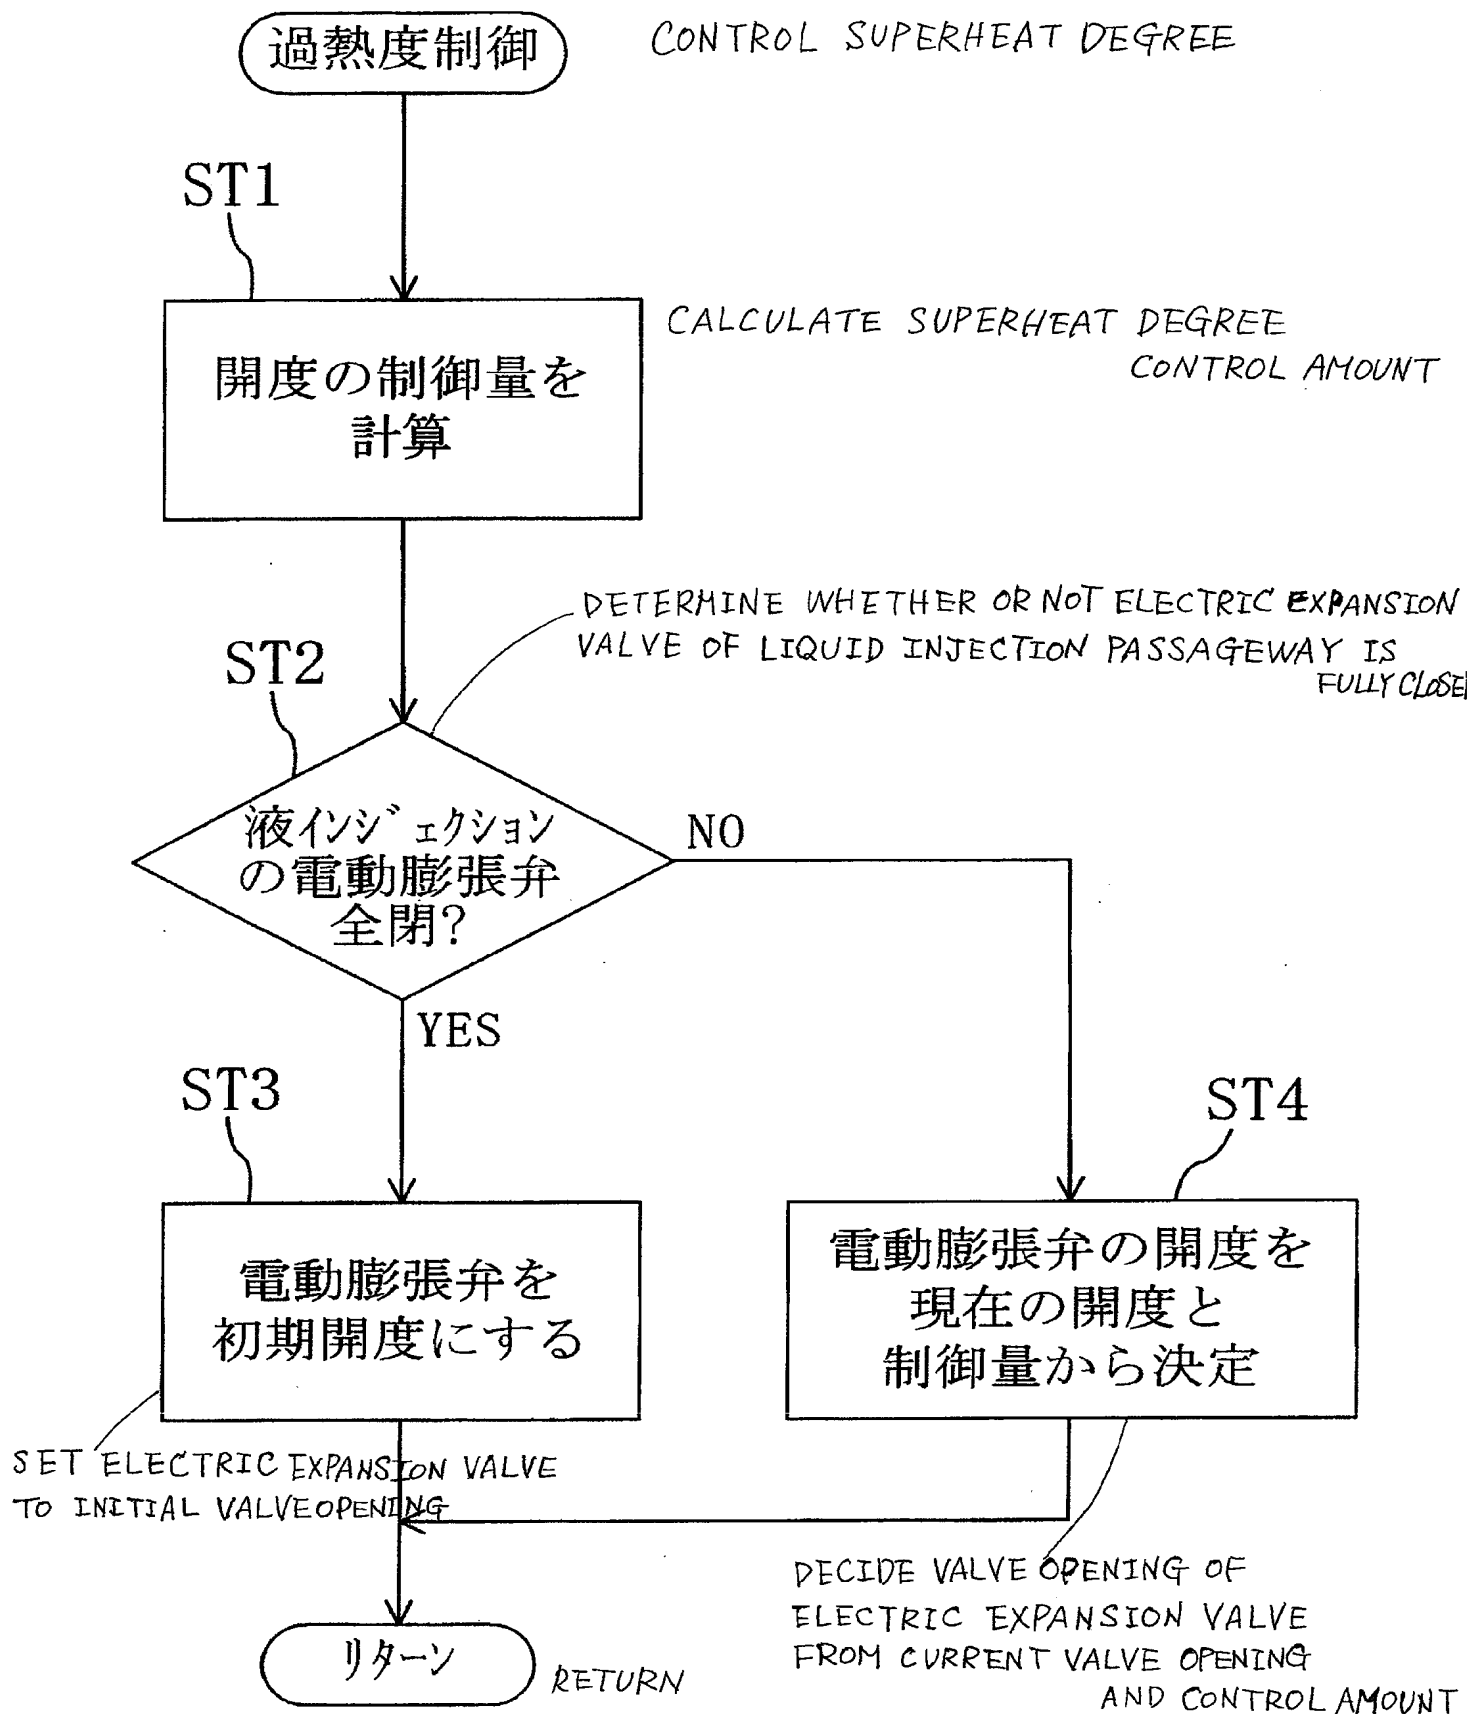 過熱度制御
CONTROL SUPERHEAT DEGREE
ST1
開度の制御量を
計算
CALCULATE SUPERHEAT DEGREE
CONTROL AMOUNT
DETERMINE WHETHER OR NOT ELECTRIC EXPANSION
VALVE OF LIQUID INJECTION PASSAGEWAY IS
FULLY CLOSED
ST2
液インジェクション
の電動膨張弁
全閉?
NO
YES
ST3
電動膨張弁を
初期開度にする
SET ELECTRIC EXPANSION VALVE
TO INITIAL VALVE OPENING
ST4
電動膨張弁の開度を
現在の開度と
制御量から決定
DECIDE VALVE OPENING OF
ELECTRIC EXPANSION VALVE
FROM CURRENT VALVE OPENING
AND CONTROL AMOUNT
リターン
RETURN